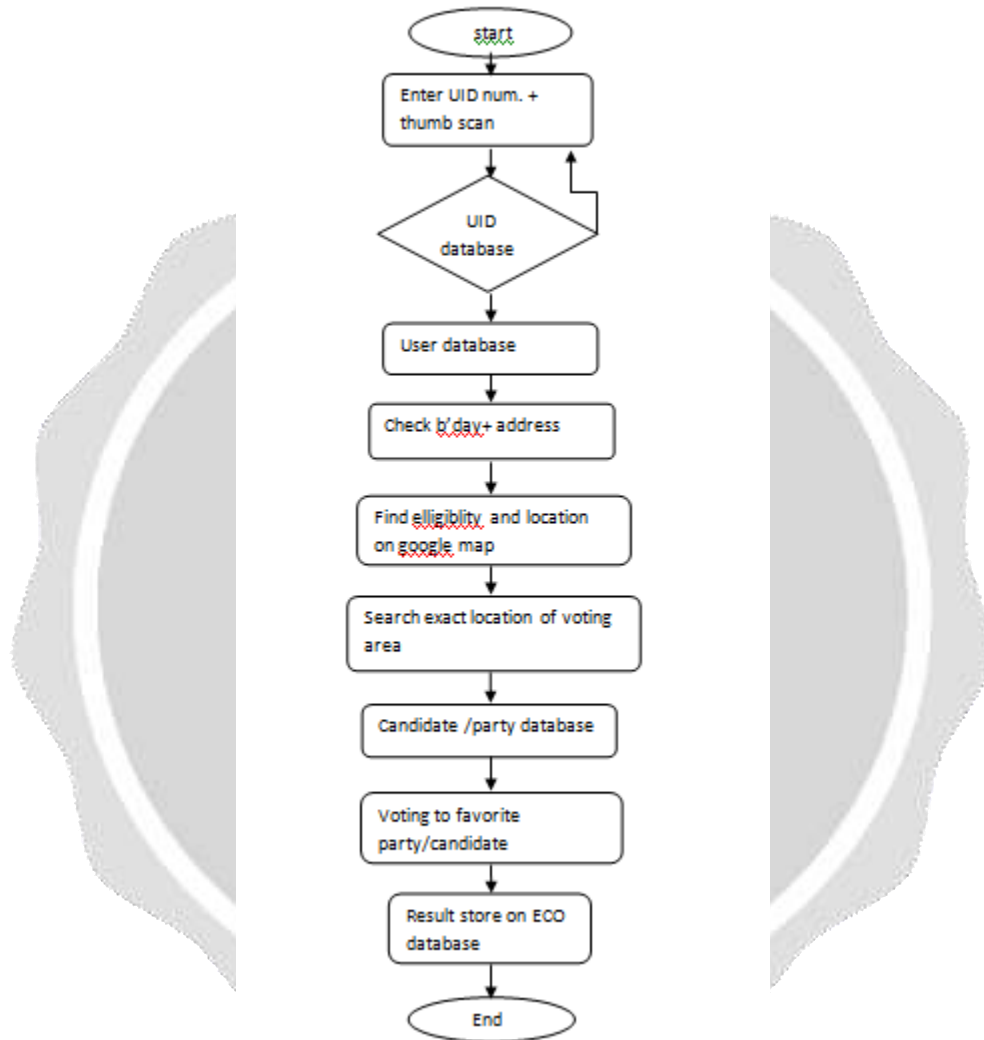 start
Enter UID num. +
thumb scan
UID
database
User database
Check b'day+ address
Find elligiblity and location
on google map
Search exact location of voting
area
Candidate /party database
Voting to favorite
party/candidate
Result store on ECO
database
End